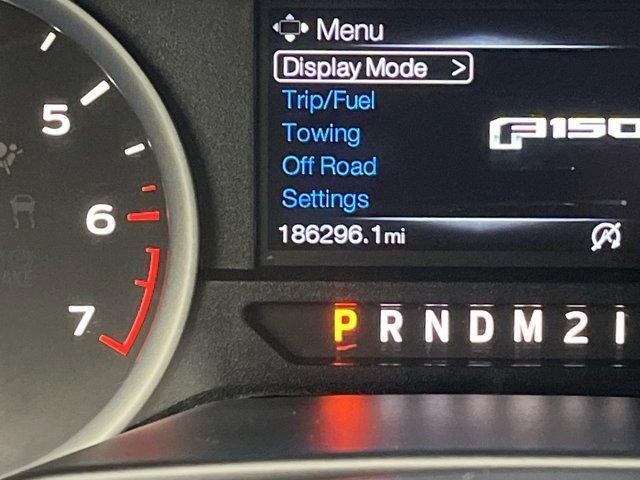 Menu
Display Mode >
Trip/Fuel
Towing
Off Road
Settings
186296.1mi
F150
5
6
7
P R N D M 2 1